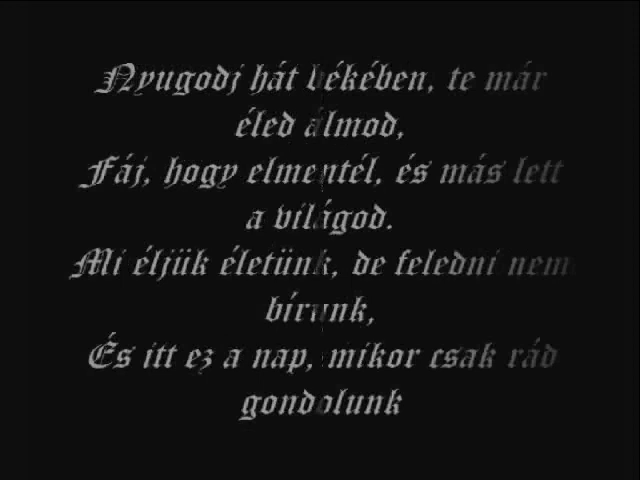 Nyugodj hát békében, te már
éled álmod,
Fáj, hogy elmentél, és más lett
a világod.
Mi éljük életünk, de feledni nem
bírunk,
És itt ez a nap, mikor csak rád
gondolunk